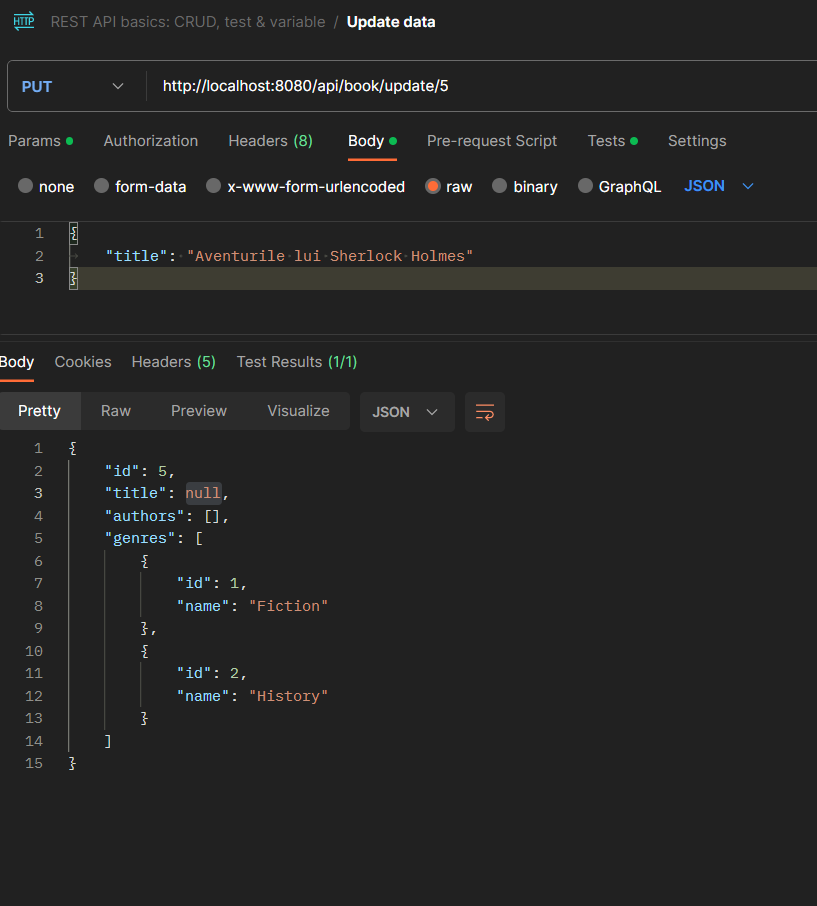 HTTP REST API basics: CRUD, test & variable / Update data
PUT http://localhost:8080/api/book/update/5
Params Authorization Headers (8) Body Pre-request Script Tests Settings
none form-data x-www-form-urlencoded raw binary GraphQL JSON
1 {
2 "title": "Aventurile lui Sherlock Holmes"
3 }
Body Cookies Headers (5) Test Results (1/1)
Pretty Raw Preview Visualize JSON
1 {
2 "id": 5,
3 "title": null,
4 "authors": [],
5 "genres": [
6 {
7 "id": 1,
8 "name": "Fiction"
9 },
10 {
11 "id": 2,
12 "name": "History"
13 }
14 ]
15 }